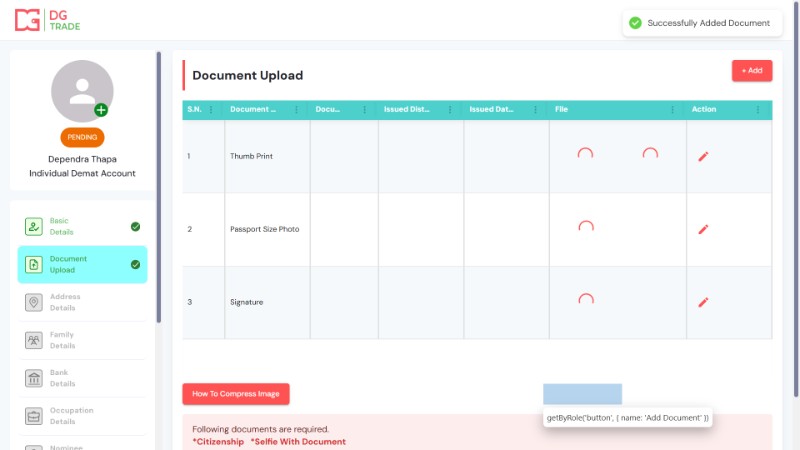 DG
TRADE
Successfully Added Document
PENDING
Dependra Thapa
Individual Demat Account
Basic
Details
Document
Upload
Address
Details
Family
Details
Bank
Details
Occupation
Details
Nominee
Document Upload
+ Add
S.N. Document ... Docu... Issued Dist... Issued Dat... File Action
1 Thumb Print
2 Passport Size Photo
3 Signature
How To Compress Image
getByRole('button', { name: 'Add Document' })
Following documents are required.
*Citizenship *Selfie With Document